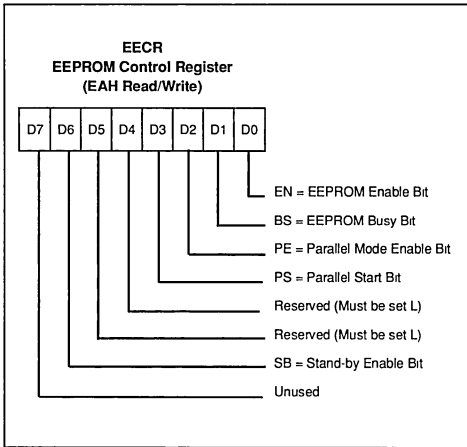 EECR
EEPROM Control Register
(EAH Read/Write)
D7 D6 D5 D4 D3 D2 D1 D0
EN = EEPROM Enable Bit
BS = EEPROM Busy Bit
PE = Parallel Mode Enable Bit
PS = Parallel Start Bit
Reserved (Must be set L)
Reserved (Must be set L)
SB = Stand-by Enable Bit
Unused